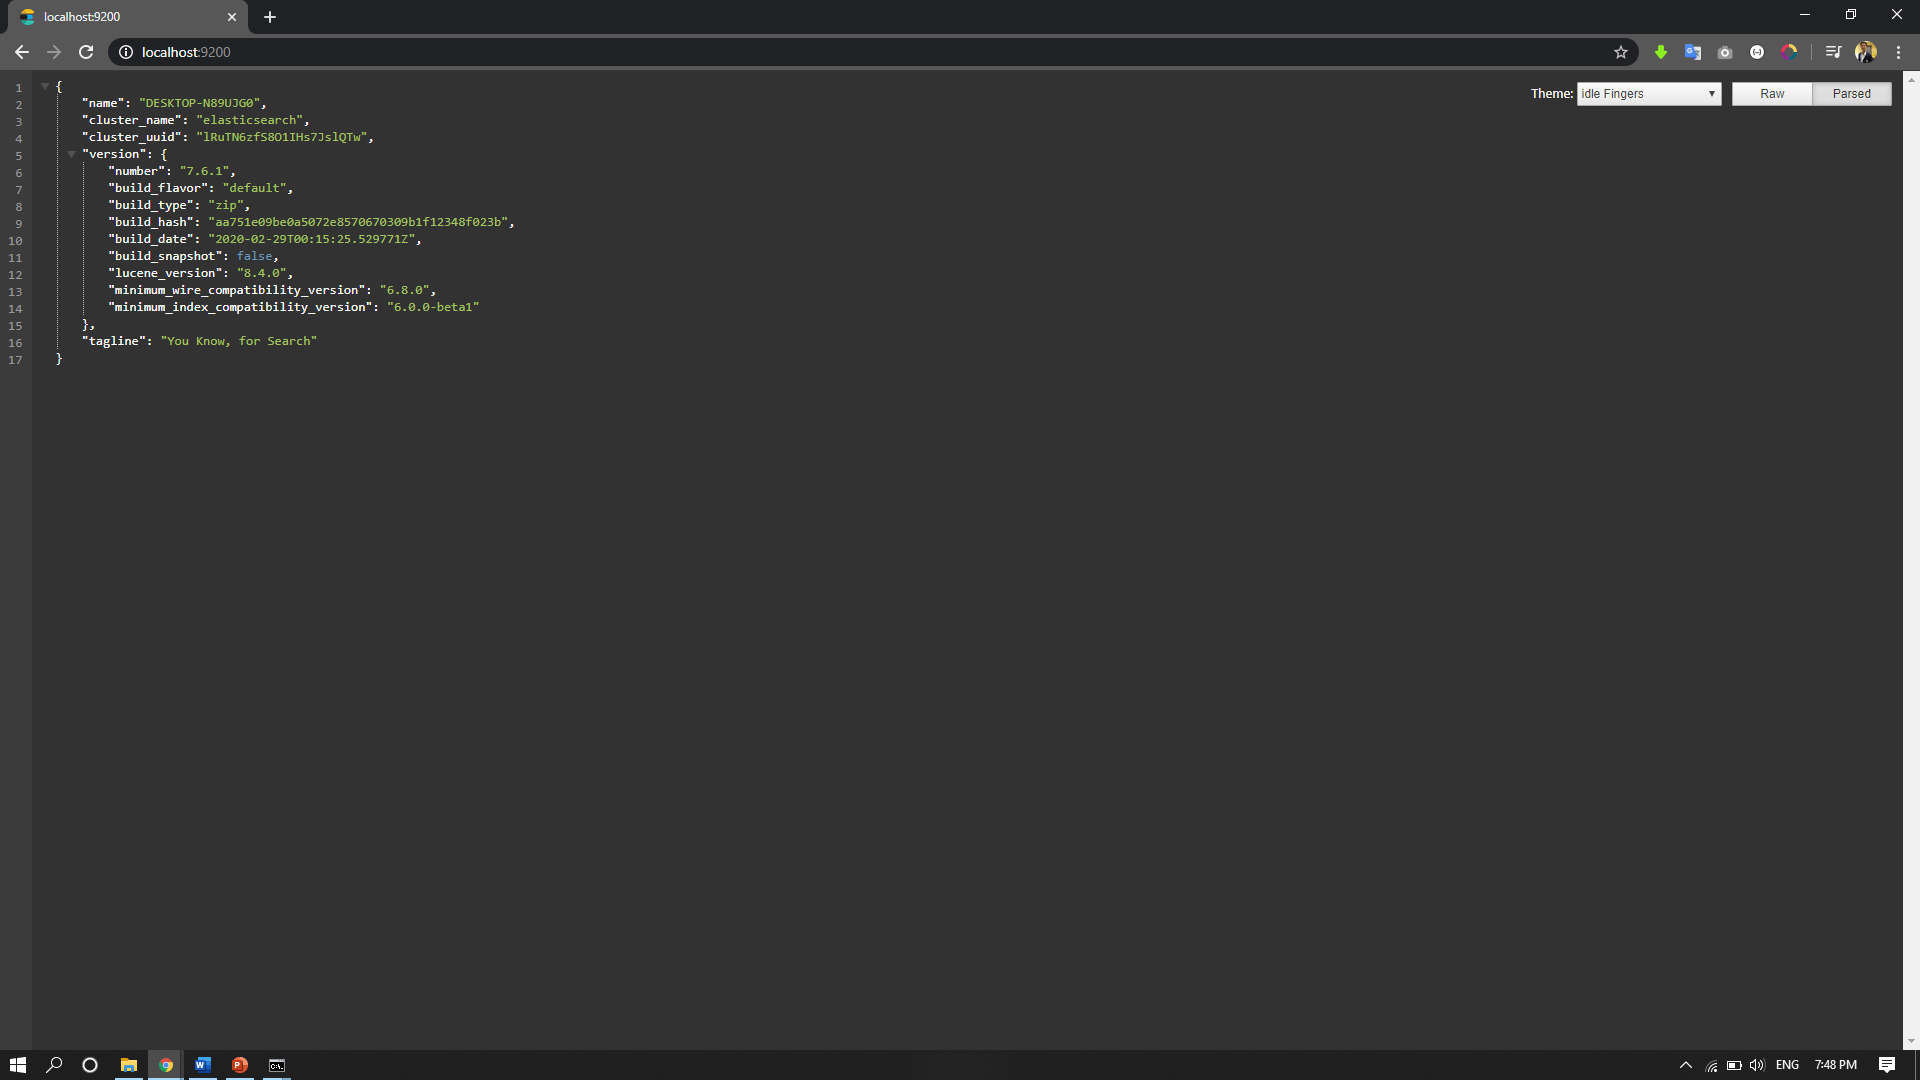 localhost:9200
localhost:9200
Theme: idle Fingers Raw Parsed
1 {
2 "name": "DESKTOP-N89UJG0",
3 "cluster_name": "elasticsearch",
4 "cluster_uuid": "lRuTN6zfS8O1IHs7JslQTw",
5 "version": {
6 "number": "7.6.1",
7 "build_flavor": "default",
8 "build_type": "zip",
9 "build_hash": "aa751e09be0a5072e8570670309b1f12348f023b",
10 "build_date": "2020-02-29T00:15:25.529771Z",
11 "build_snapshot": false,
12 "lucene_version": "8.4.0",
13 "minimum_wire_compatibility_version": "6.8.0",
14 "minimum_index_compatibility_version": "6.0.0-beta1"
15 },
16 "tagline": "You Know, for Search"
17 }
ENG 7:48 PM